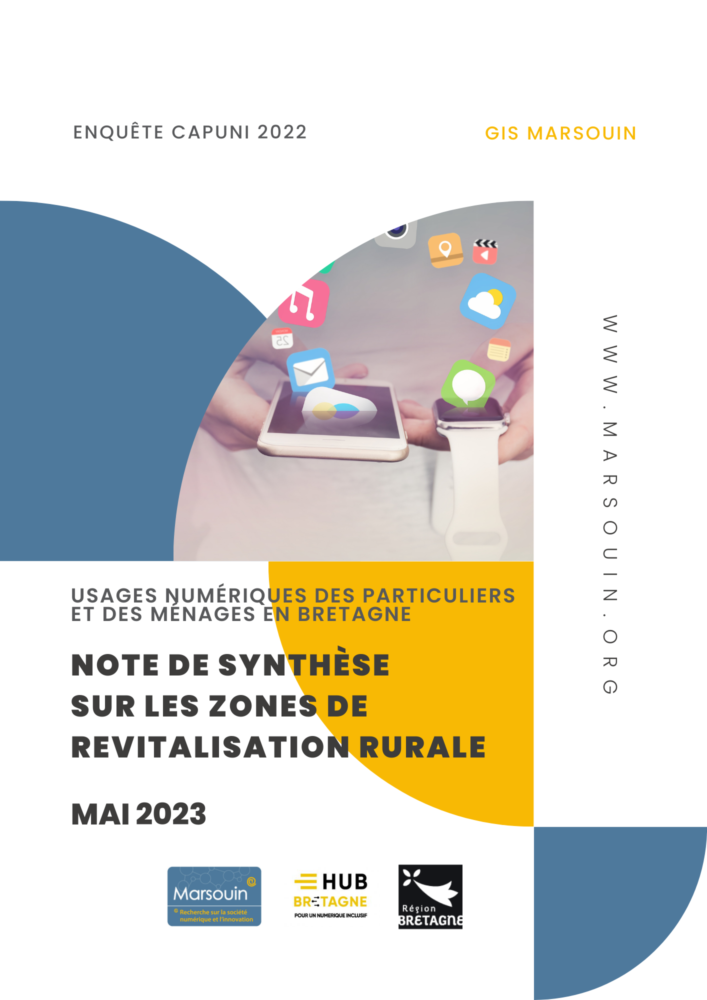 ENQUÊTE CAPUNI 2022
GIS MARSOUIN
WWW.MARSOUIN.ORG
USAGES NUMÉRIQUES DES PARTICULIERS
ET DES MÉNAGES EN BRETAGNE
NOTE DE SYNTHÈSE
SUR LES ZONES DE
REVITALISATION RURALE
MAI 2023
Marsouin@
@ Recherche sur la société
numérique et l'innovation
HUB
BRETAGNE
POUR UN NUMERIQUE INCLUSIF
Région
BRETAGNE